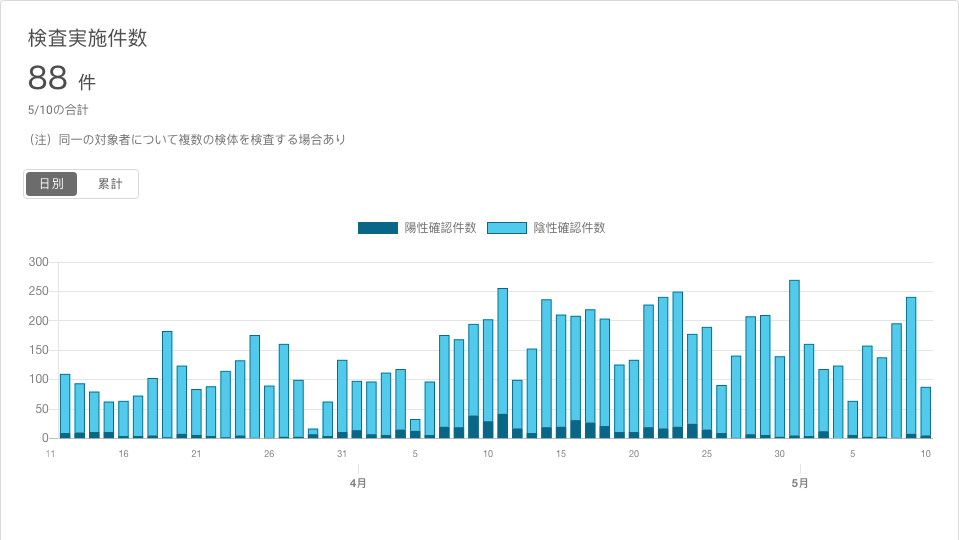 検査実施件数
88 件
5/10の合計
（注）同一の対象者について複数の検体を検査する場合あり
日別 累計
陽性確認件数 陰性確認件数
300
250
200
150
100
50
0
11 16 21 26 31 5 10 15 20 25 30 5 10
4月 5月